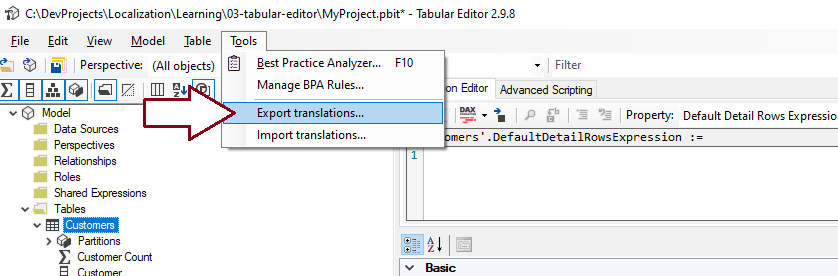 C:\DevProjects\Localization\Learning\03-tabular-editor\MyProject.pbit* - Tabular Editor 2.9.8
File Edit View Model Table Tools
Perspective: (All objects) Filter
Best Practice Analyzer... F10
Manage BPA Rules...
Export translations...
Import translations...
on Editor Advanced Scripting
DAX Property: Default Detail Rows Expressio
omers'.DefaultDetailRowsExpression :=
1
Model
Data Sources
Perspectives
Relationships
Roles
Shared Expressions
Tables
Customers
Partitions
Customer Count
Customer
Basic